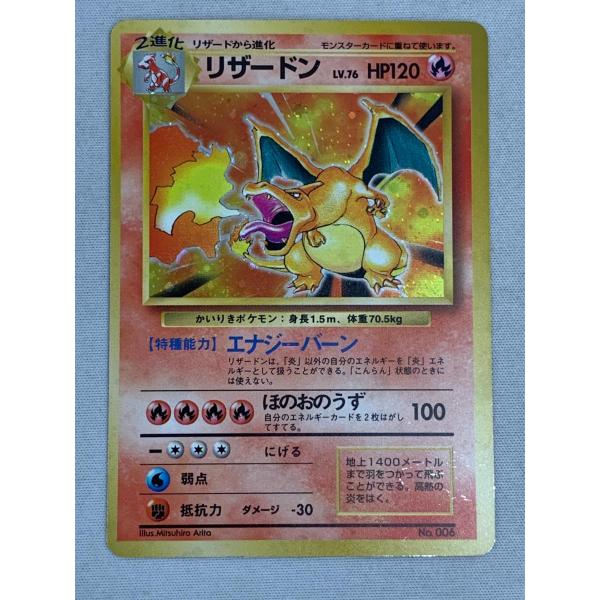 2進化 リザードから進化 モンスターカードに重ねて使います。
リザードン LV.76 HP120
かいりきポケモン：身長1.5m、体重70.5kg
【特種能力】エナジーバーン
リザードンは、「炎」以外の自分のエネルギーを「炎」エネ
ルギーとして扱うことができる。「こんらん」状態のときに
は使えない。
ほのおのうず 100
自分のエネルギーカードを2枚はがし
てすてる。
にげる
弱点
抵抗力 ダメージ -30
地上1400メートル
まで羽をつかって飛ぶ
ことができる。高熱の
炎をはく。
Illus.Mitsuhiro Arita No.006